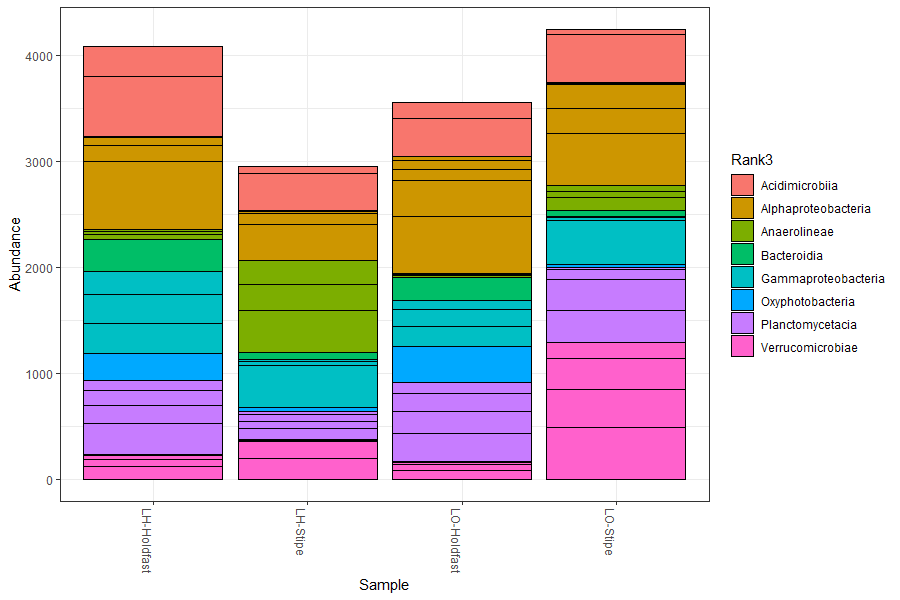 Abundance
4000
3000
2000
1000
0
LH-Holdfast
LH-Stipe
LO-Holdfast
LO-Stipe
Sample
Rank3
Acidimicrobiia
Alphaproteobacteria
Anaerolineae
Bacteroidia
Gammaproteobacteria
Oxyphotobacteria
Planctomycetacia
Verrucomicrobiae